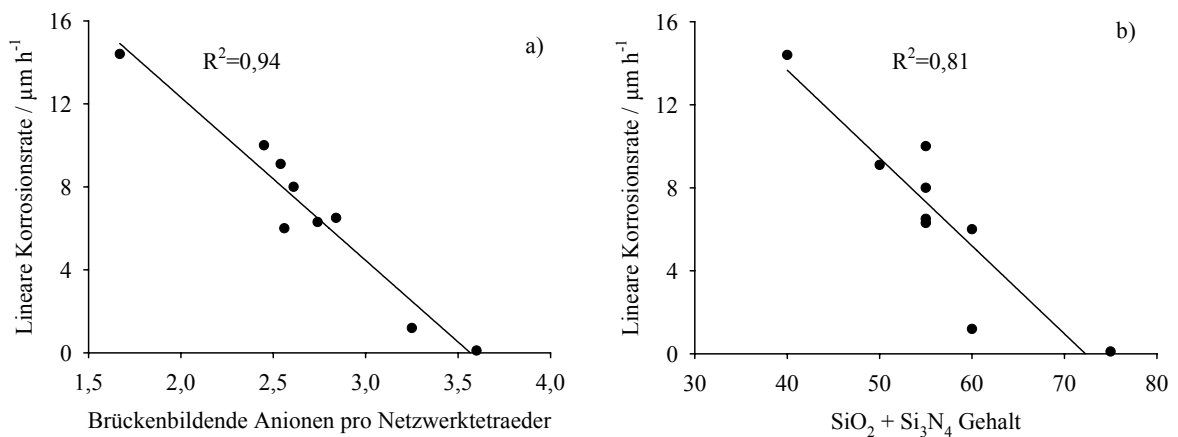 16
12
8
4
0
Lineare Korrosionsrate / µm h⁻¹
R²=0,94
a)
1,5 2,0 2,5 3,0 3,5 4,0
Brückenbildende Anionen pro Netzwerktetraeder
16
12
8
4
0
Lineare Korrosionsrate / µm h⁻¹
R²=0,81
b)
30 40 50 60 70 80
SiO₂ + Si₃N₄ Gehalt